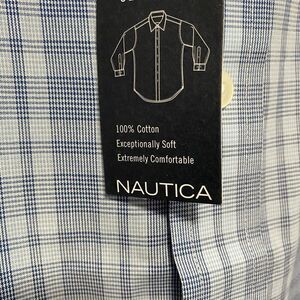 100% Cotton
Exceptionally Soft
Extremely Comfortable
NAUTICA